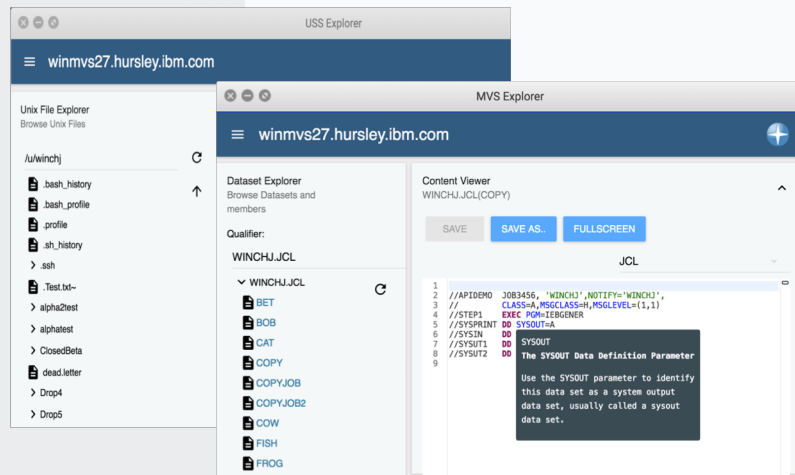 USS Explorer
winmvs27.hursley.ibm.com
Unix File Explorer
Browse Unix Files
/u/winchj
.bash_history
.bash_profile
.profile
.sh_history
.ssh
.Test.txt~
alpha2test
alphatest
ClosedBeta
dead.letter
Drop4
Drop5
MVS Explorer
winmvs27.hursley.ibm.com
Dataset Explorer
Browse Datasets and
members
Qualifier:
WINCHJ.JCL
WINCHJ.JCL
BET
BOB
CAT
COPY
COPYJOB
COPYJOB2
COW
FISH
FROG
Content Viewer
WINCHJ.JCL(COPY)
SAVE SAVE AS.. FULLSCREEN
JCL
1
2 //APIDEMO JOB3456, 'WINCHJ',NOTIFY='WINCHJ',
3 // CLASS=A,MSGCLASS=H,MSGLEVEL=(1,1)
4 //STEP1 EXEC PGM=IEBGENER
5 //SYSPRINT DD SYSOUT=A
6 //SYSIN DD
7 //SYSUT1 DD
8 //SYSUT2 DD
9
SYSOUT
The SYSOUT Data Definition Parameter
Use the SYSOUT parameter to identify
this data set as a system output
data set, usually called a sysout
data set.